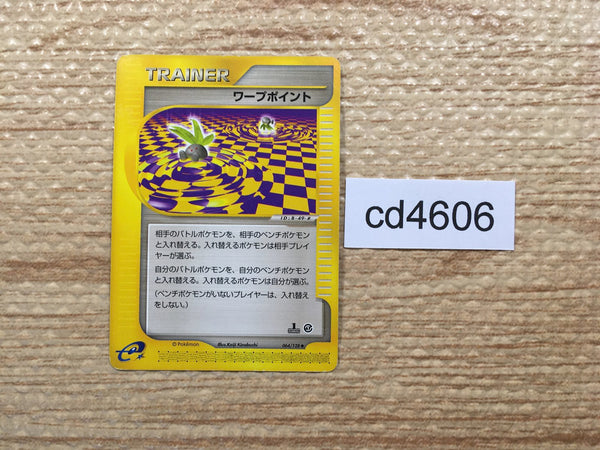 TRAINER
ワープポイント
I D . B - 49 - #
相手のバトルポケモンを、相手のベンチポケモン
と入れ替える。入れ替えるポケモンは相手プレイ
ヤーが選ぶ。
自分のバトルポケモンを、自分のベンチポケモン
と入れ替える。入れ替えるポケモンは自分が選ぶ。
(ベンチポケモンがいないプレイヤーは、入れ替え
をしない。)
©Pokémon
Illus.Keiji Kinebuchi
064/128 ●
cd4606